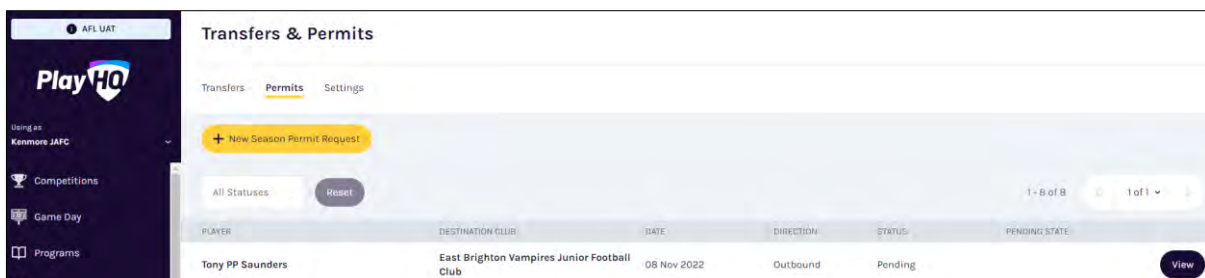 AFL UAT
PlayHQ
Using as
Kenmore JAFC
Competitions
Game Day
Programs
Transfers & Permits
Transfers Permits Settings
+ New Season Permit Request
All Statuses Reset 1 - 8 of 8 1 of 1
PLAYER DESTINATION CLUB DATE DIRECTION STATUS PENDING STATE
Tony PP Saunders East Brighton Vampires Junior Football Club 08 Nov 2022 Outbound Pending View